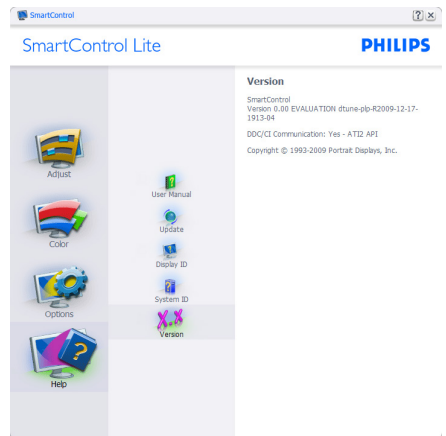 SmartControl
SmartControl Lite
PHILIPS
Adjust
Color
Options
Help
User Manual
Update
Display ID
System ID
X.X
Version
Version
SmartControl
Version 0.00 EVALUATION dtune-plp-R2009-12-17-
1913-04
DDC/CI Communication: Yes - ATI2 API
Copyright © 1993-2009 Portrait Displays, Inc.